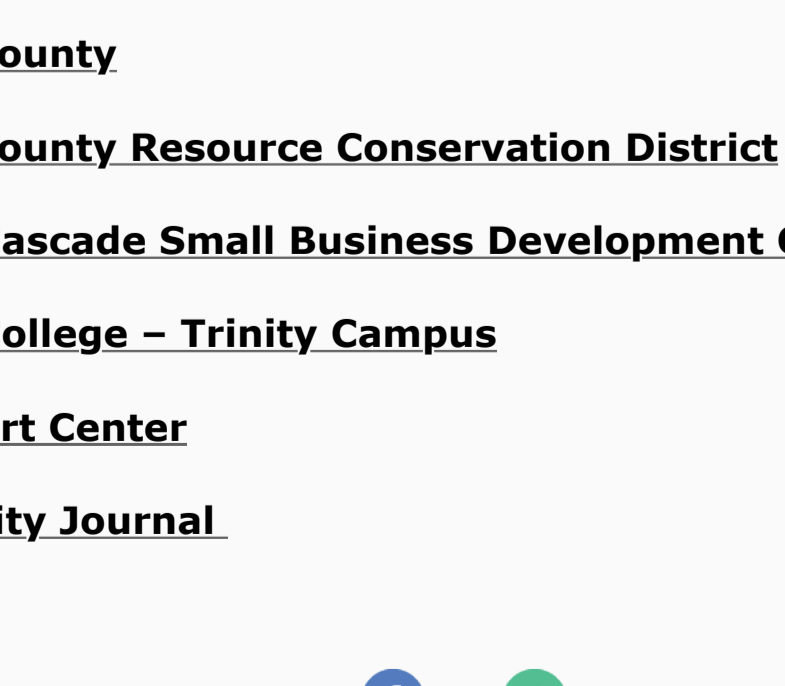 ounty
ounty Resource Conservation District
ascade Small Business Development
ollege – Trinity Campus
rt Center
ity Journal